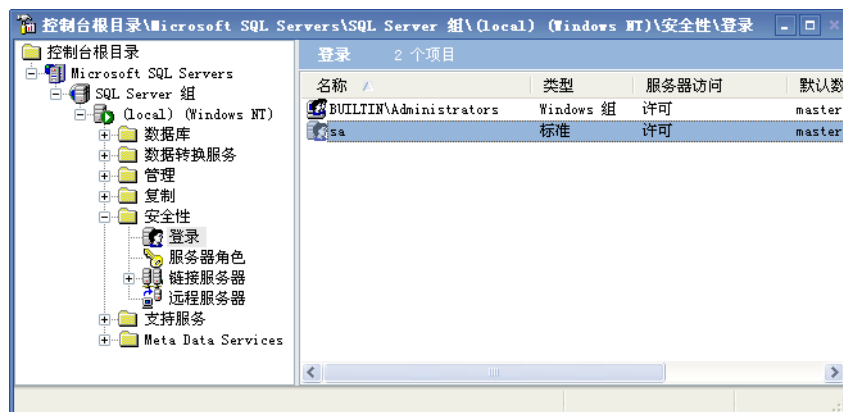 控制台根目录\Microsoft SQL Servers\SQL Server 组\(local) (Windows NT)\安全性\登录
控制台根目录
Microsoft SQL Servers
SQL Server 组
(local) (Windows NT)
数据库
数据转换服务
管理
复制
安全性
登录
服务器角色
链接服务器
远程服务器
支持服务
Meta Data Services
登录 2 个项目
名称 类型 服务器访问 默认数
BUILTIN\Administrators Windows 组 许可 master
sa 标准 许可 master